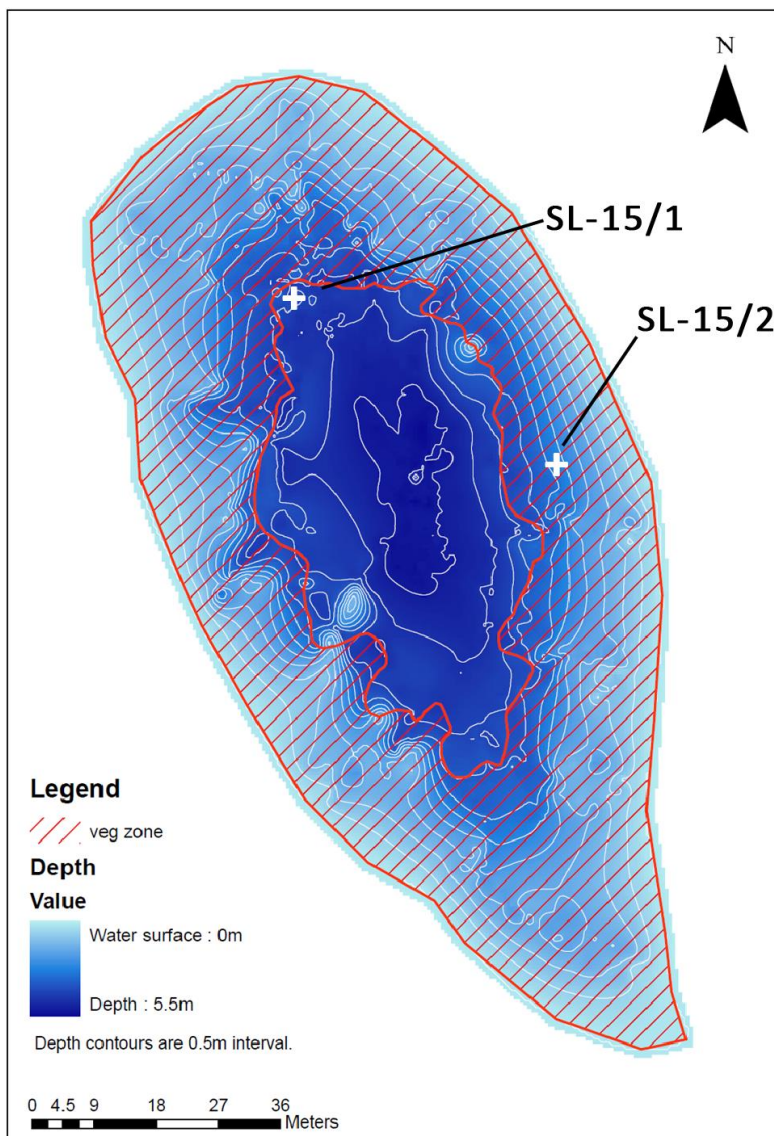 N
SL-15/1
SL-15/2
Legend
veg zone
Depth
Value
Water surface : 0m
Depth : 5.5m
Depth contours are 0.5m interval.
0 4.5 9 18 27 36
Meters